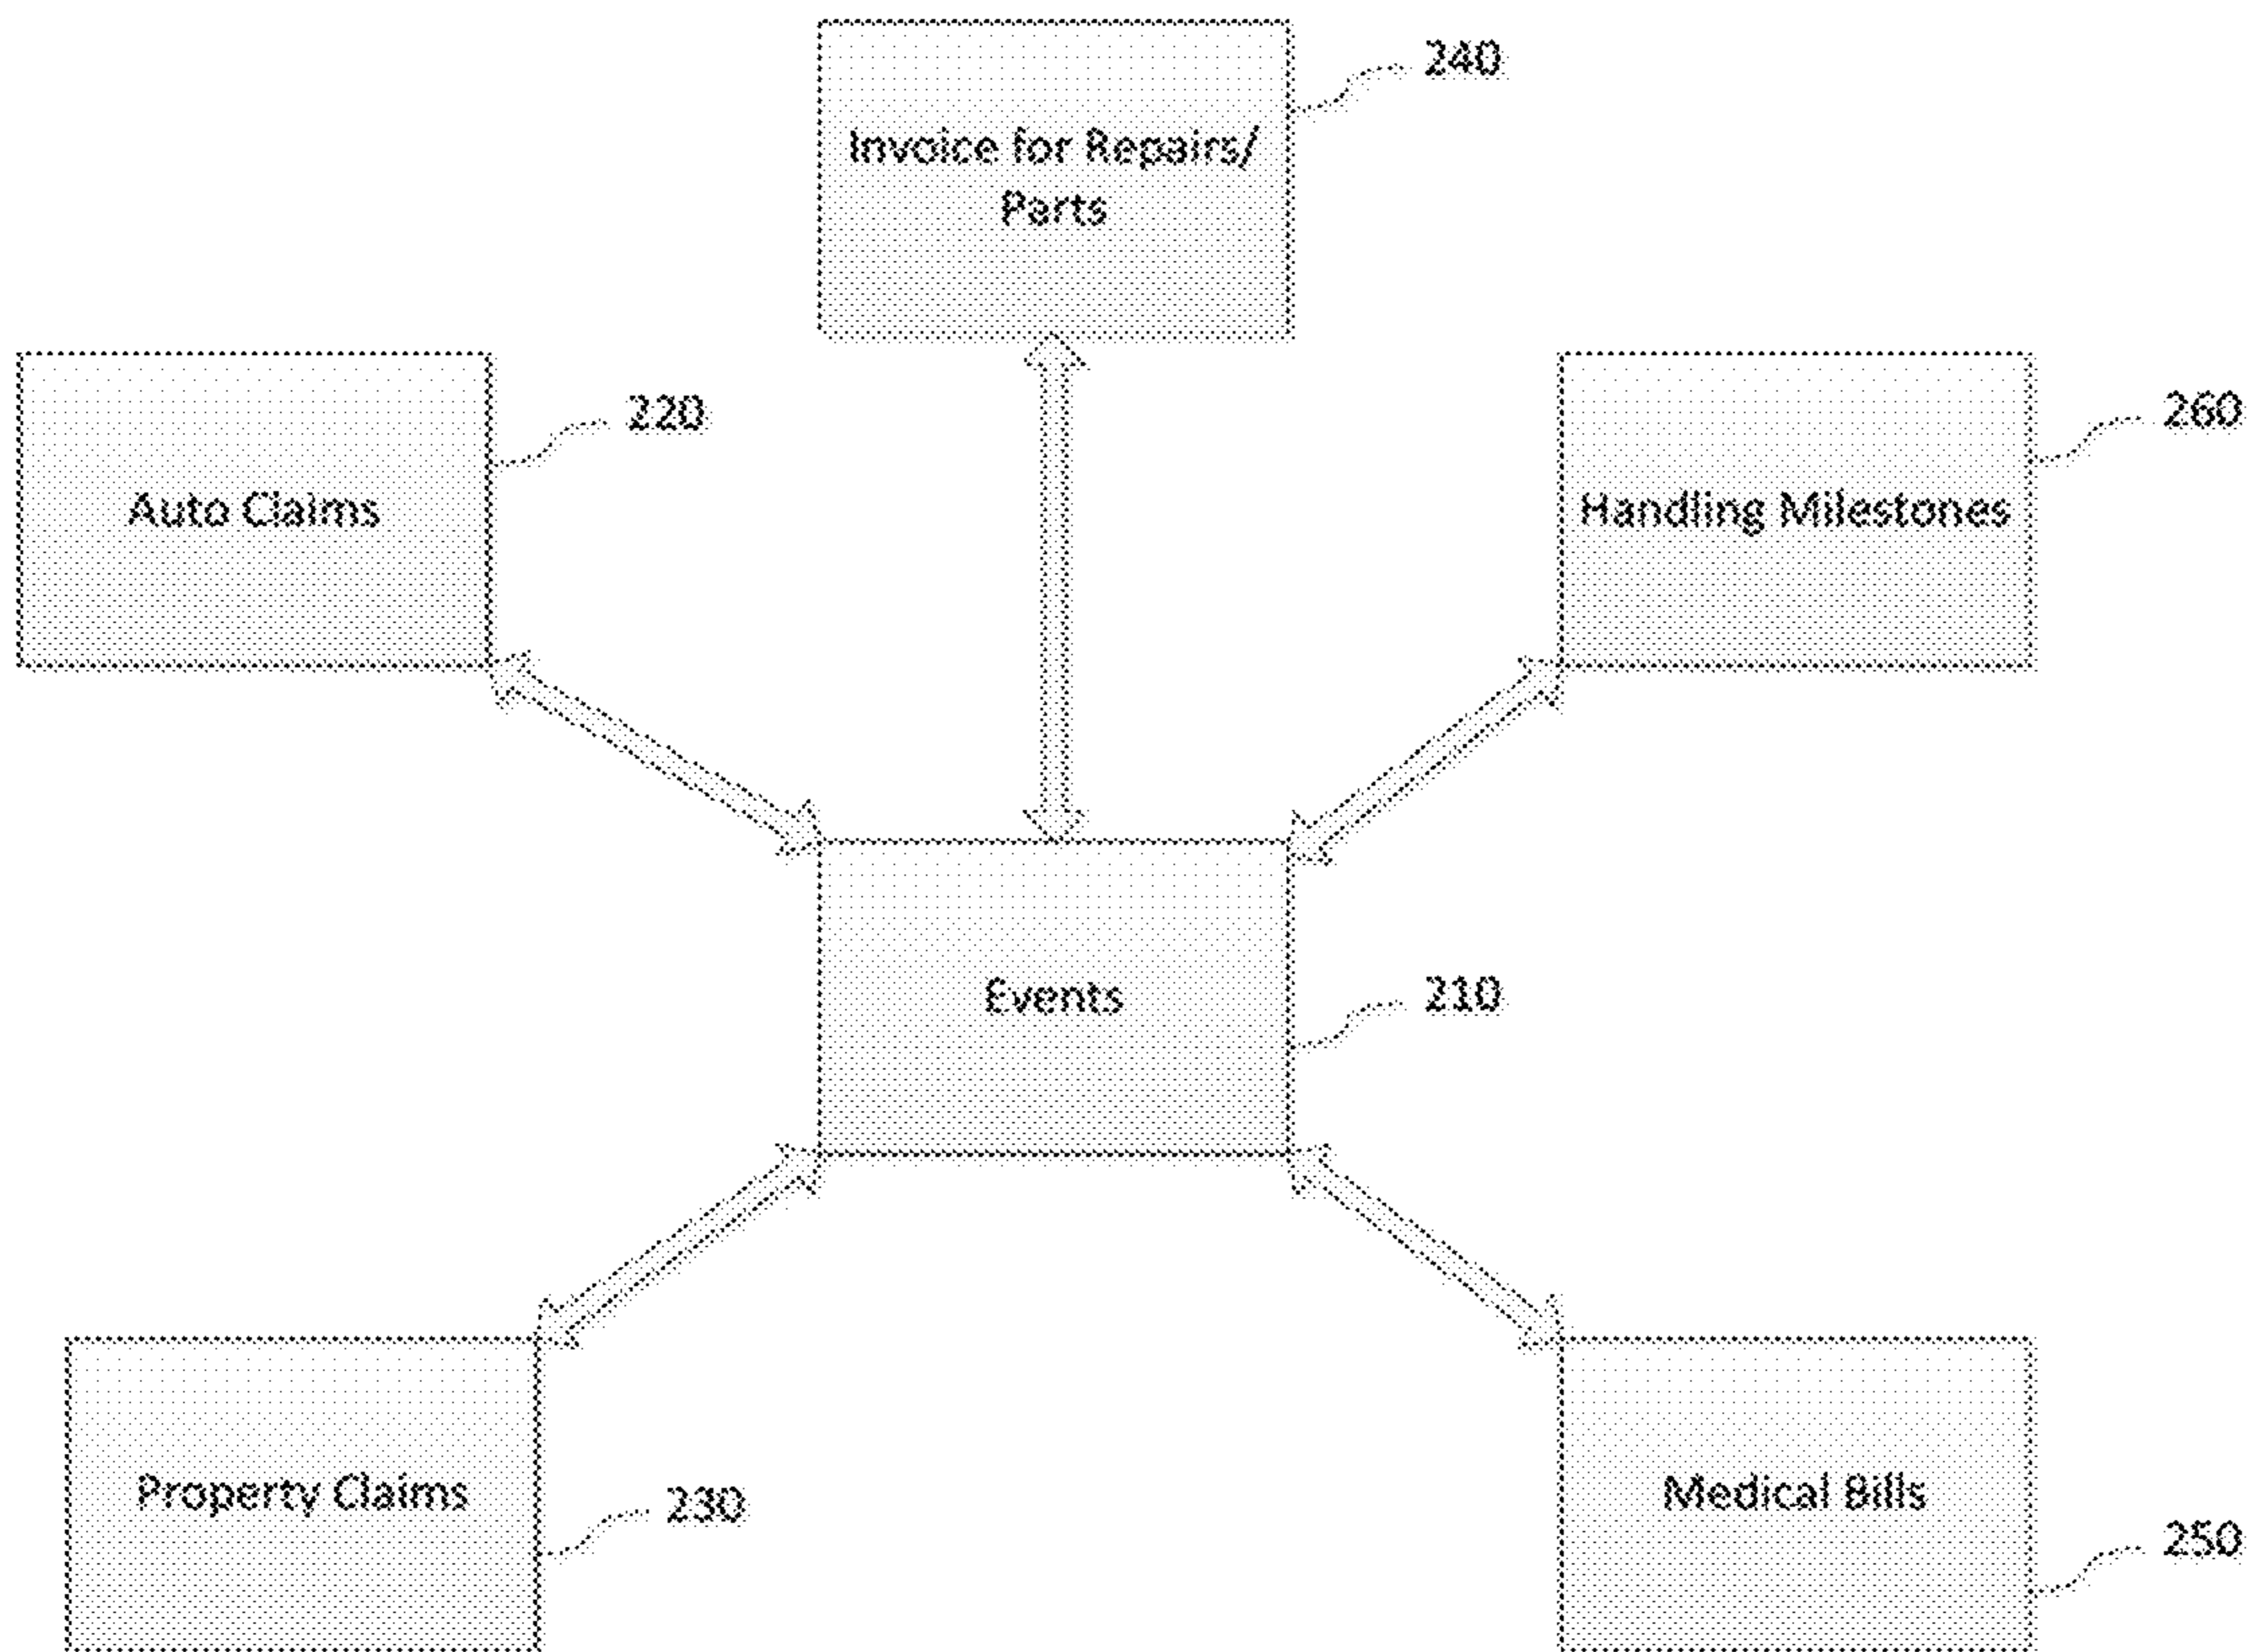 240
Invoice for Repairs/
Parts
220
260
Auto Claims
Handling Milestones
Events
210
Property Claims
230
Medical Bills
250